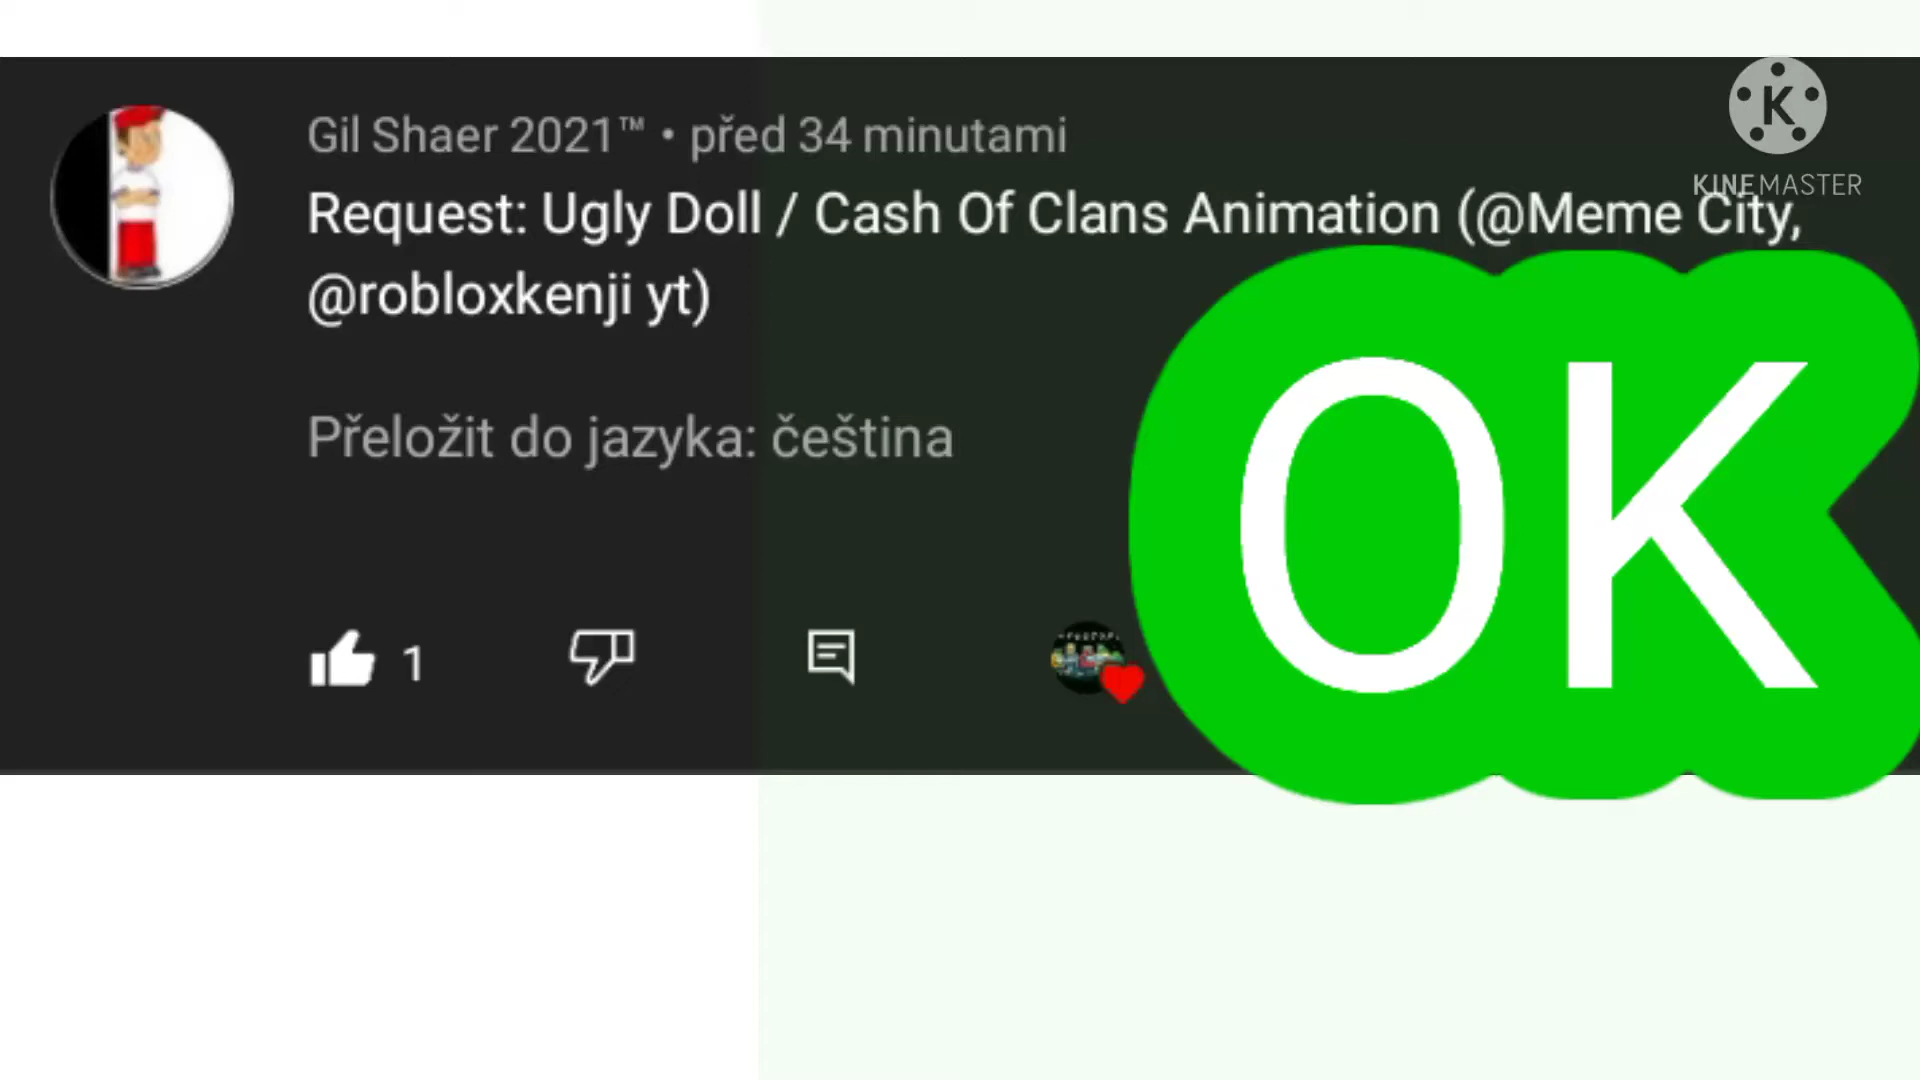 Gil Shaer 2021™ • před 34 minutami
KINEMASTER
Request: Ugly Doll / Cash Of Clans Animation (@Meme City,
@robloxkenji yt)
Přeložit do jazyka: čeština
OK
1